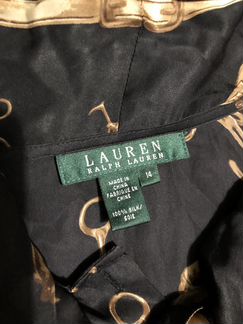 LAUREN
RALPH LAUREN
14
MADE IN
CHINA
FABRIQUÉ EN
CHINE
100% SILK/
SOIE